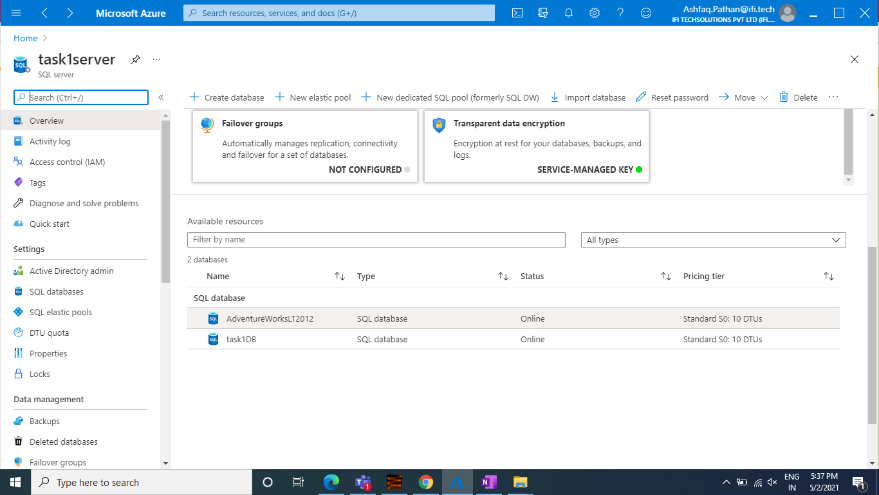 Microsoft Azure
Search resources, services, and docs (G+/)
Ashfaq.Pathan@ifi.tech
IFI TECHSOLUTIONS PVT LTD (IFI....
Home
task1server
SQL server
Search (Ctrl+/)
Create database
New elastic pool
New dedicated SQL pool (formerly SQL DW)
Import database
Reset password
Move
Delete
Overview
Activity log
Access control (IAM)
Tags
Diagnose and solve problems
Quick start
Settings
Active Directory admin
SQL databases
SQL elastic pools
DTU quota
Properties
Locks
Data management
Backups
Deleted databases
Failover groups
Failover groups
Automatically manages replication, connectivity
and failover for a set of databases.
NOT CONFIGURED
Transparent data encryption
Encryption at rest for your databases, backups, and
logs.
SERVICE-MANAGED KEY
Available resources
Filter by name
All types
2 databases
Name Type Status Pricing tier
SQL database
AdventureWorksLT2012 SQL database Online Standard S0: 10 DTUs
task1DB SQL database Online Standard S0: 10 DTUs
Type here to search
ENG
IN
5:37 PM
5/2/2021